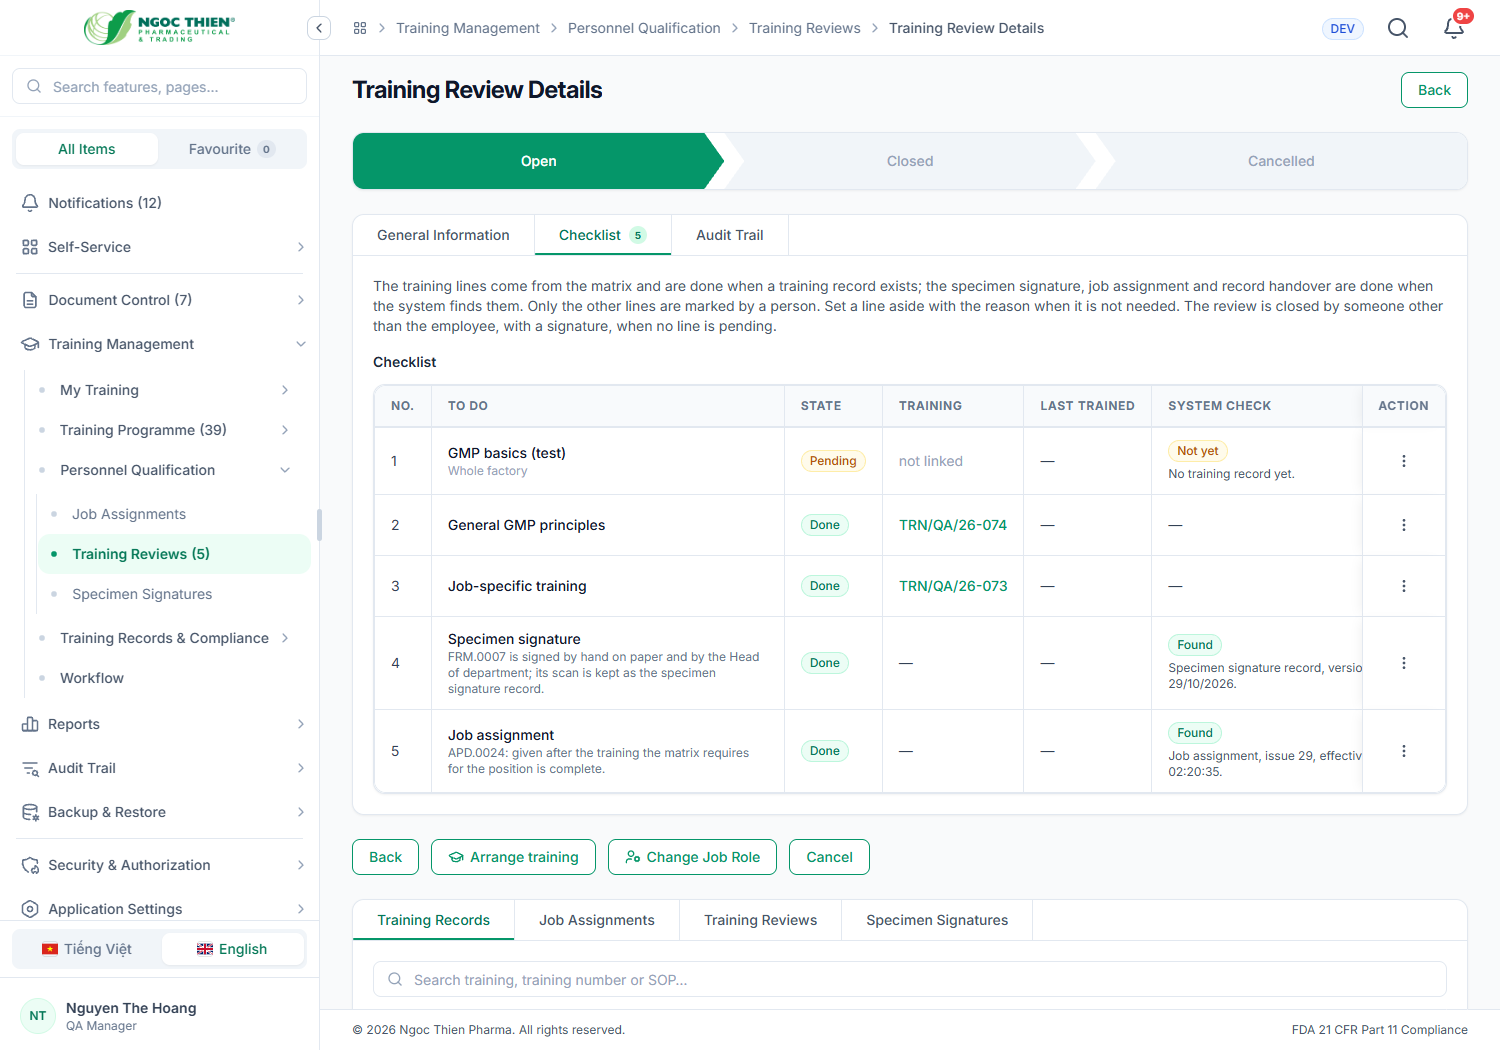 NGOC THIEN®
PHARMACEUTICAL
& TRADING
Search features, pages...
All Items
Favourite 0
Notifications (12)
Self-Service
Document Control (7)
Training Management
My Training
Training Programme (39)
Personnel Qualification
Job Assignments
Training Reviews (5)
Specimen Signatures
Training Records & Compliance
Workflow
Reports
Audit Trail
Backup & Restore
Security & Authorization
Application Settings
Tiếng Việt
English
NT
Nguyen The Hoang
QA Manager
Training Management > Personnel Qualification > Training Reviews > Training Review Details
DEV
9+
Training Review Details
Back
Open
Closed
Cancelled
General Information
Checklist 5
Audit Trail
The training lines come from the matrix and are done when a training record exists; the specimen signature, job assignment and record handover are done when
the system finds them. Only the other lines are marked by a person. Set a line aside with the reason when it is not needed. The review is closed by someone other
than the employee, with a signature, when no line is pending.
Checklist
NO. TO DO STATE TRAINING LAST TRAINED SYSTEM CHECK ACTION
1 GMP basics (test) Pending not linked — Not yet
Whole factory No training record yet.
2 General GMP principles Done TRN/QA/26-074 — —
3 Job-specific training Done TRN/QA/26-073 — —
4 Specimen signature Done — — Found
FRM.0007 is signed by hand on paper and by the Head Specimen signature record, versio
of department; its scan is kept as the specimen 29/10/2026.
signature record.
5 Job assignment Done — — Found
APD.0024: given after the training the matrix requires Job assignment, issue 29, effectiv
for the position is complete. 02:20:35.
Back
Arrange training
Change Job Role
Cancel
Training Records
Job Assignments
Training Reviews
Specimen Signatures
Search training, training number or SOP...
© 2026 Ngoc Thien Pharma. All rights reserved.
FDA 21 CFR Part 11 Compliance